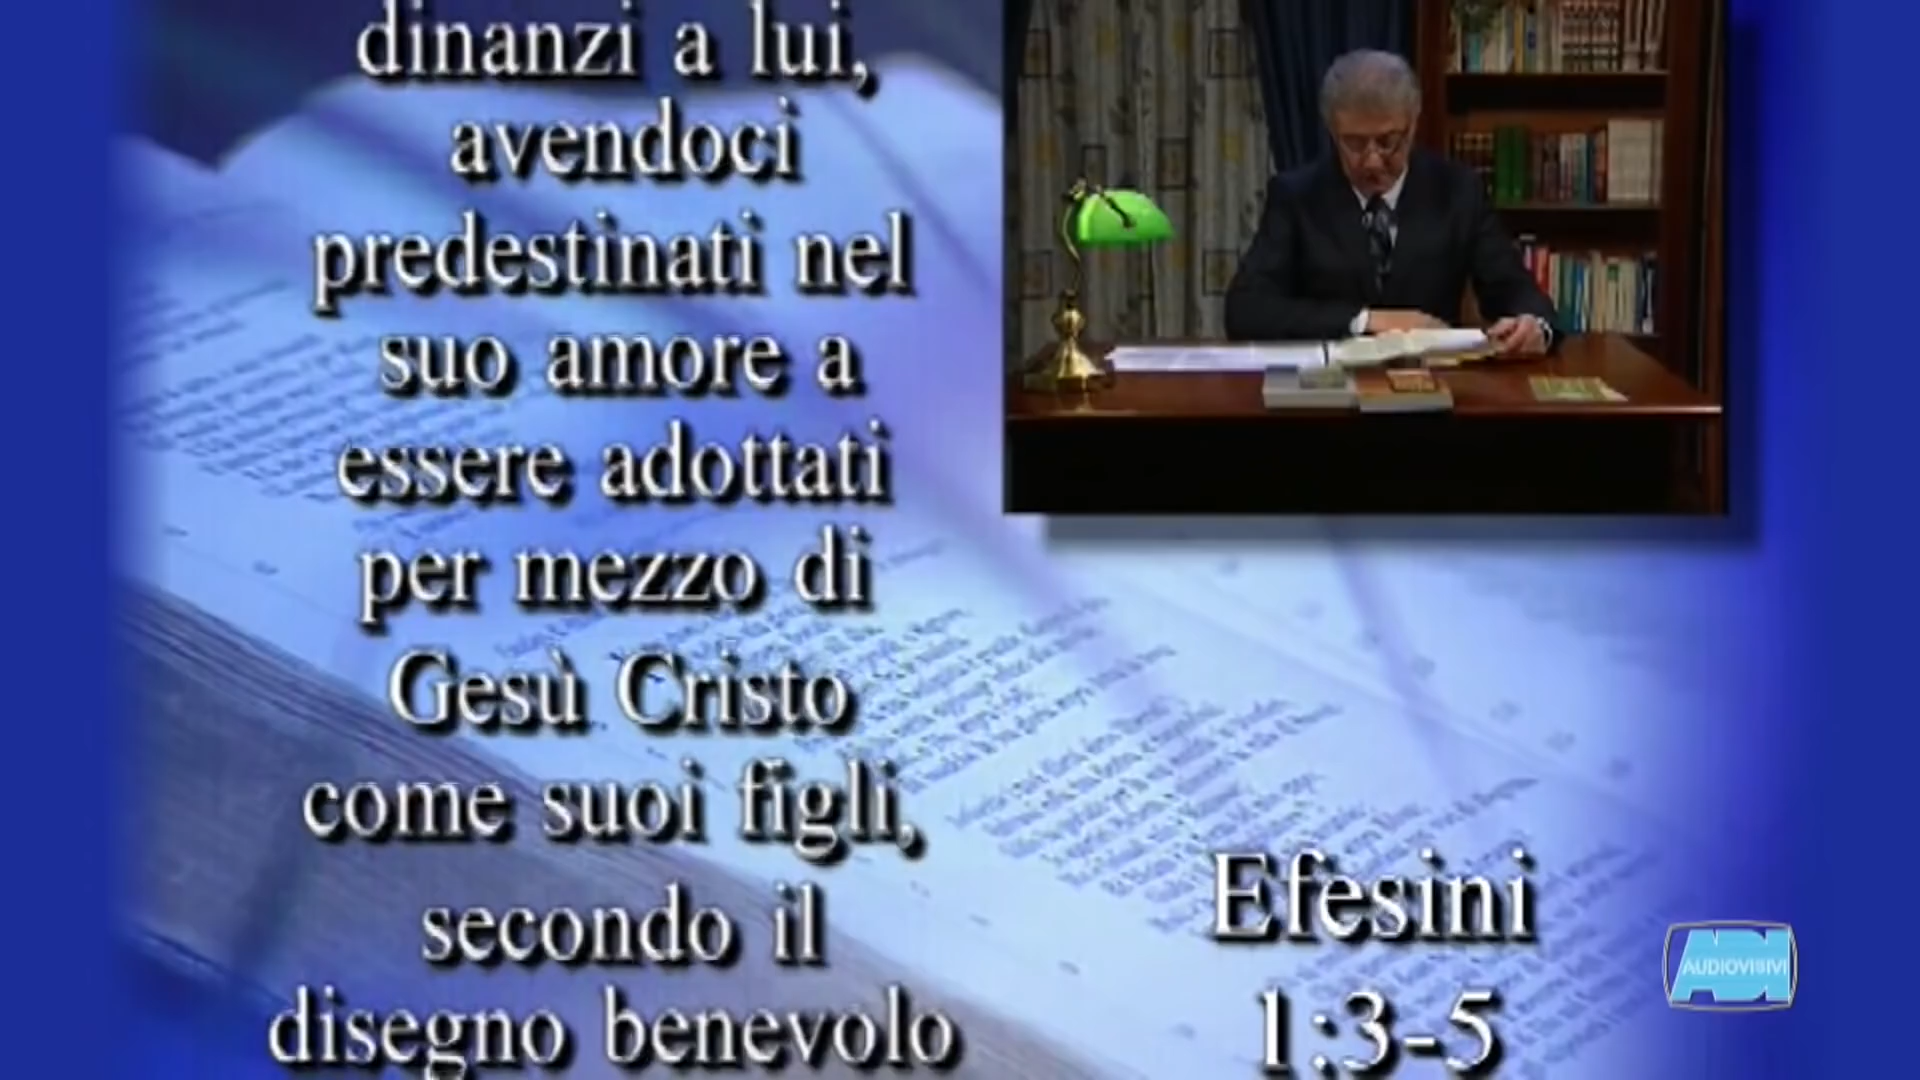 dinanzi a lui,
avendoci
predestinati nel
suo amore a
essere adottati
per mezzo di
Gesù Cristo
come suoi figli,
secondo il
disegno benevolo
Efesini
1:3-5
ADI
AUDIOVISIVI